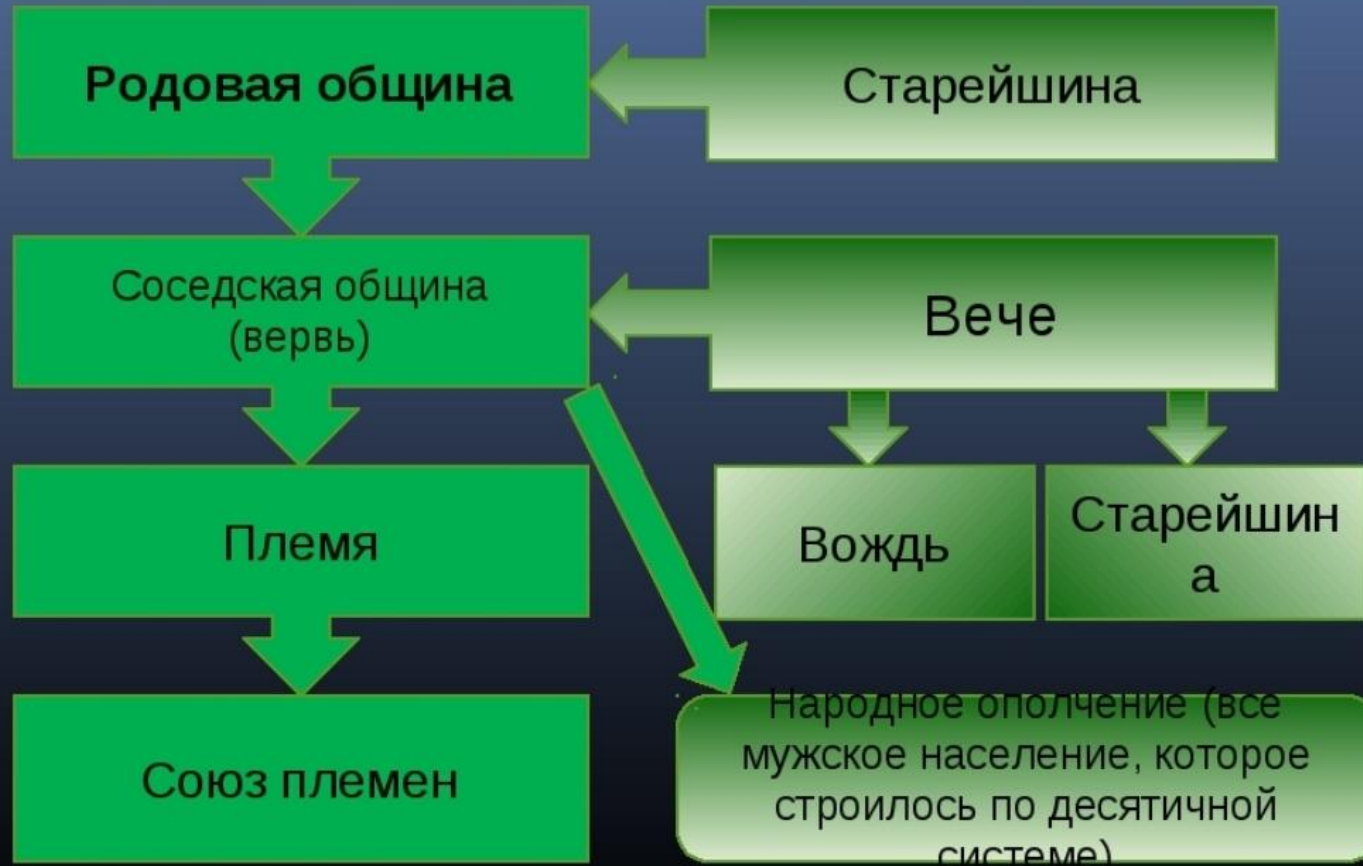 Родовая община
Старейшина
Соседская община
(вервь)
Вече
Племя
Вождь
Старейшин
а
Союз племен
Народное ополчение (все
мужское население, которое
строилось по десятичной
системе)